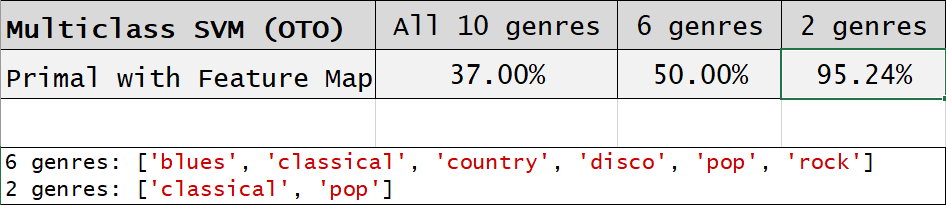 Multiclass SVM (OTO) All 10 genres 6 genres 2 genres
Primal with Feature Map 37.00% 50.00% 95.24%
6 genres: ['blues', 'classical', 'country', 'disco', 'pop', 'rock']
2 genres: ['classical', 'pop']